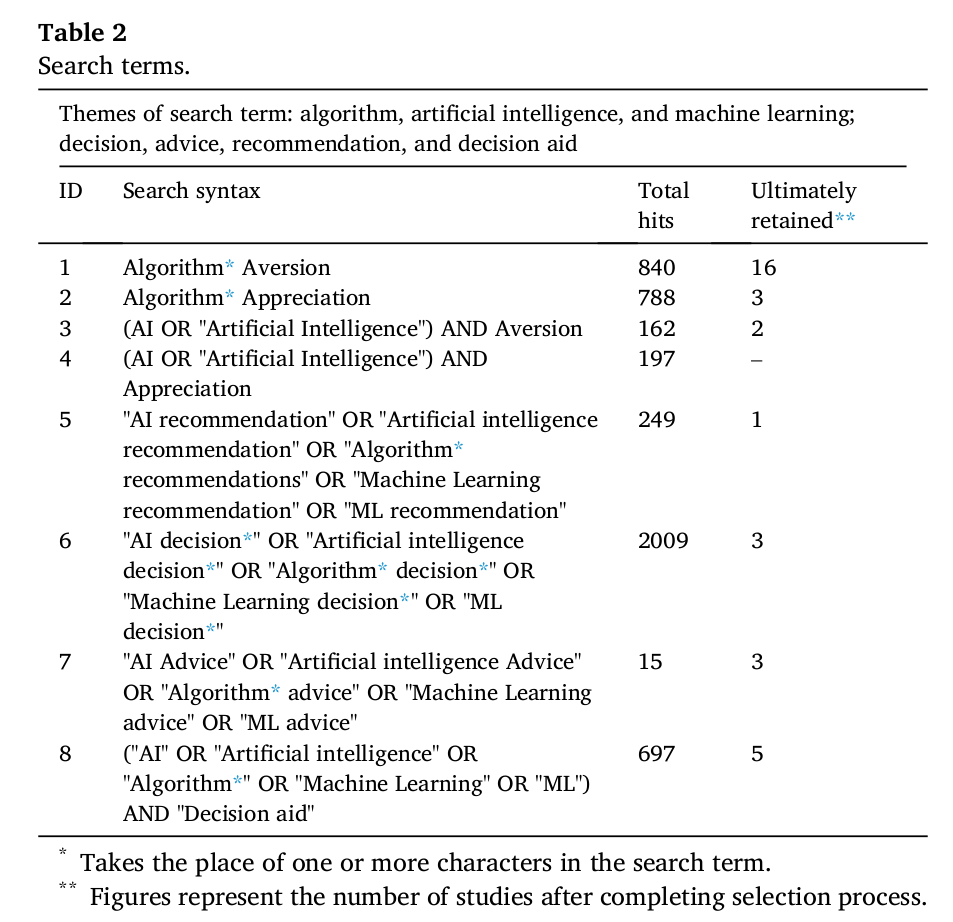 Table 2
Search terms.
Themes of search term: algorithm, artificial intelligence, and machine learning;
decision, advice, recommendation, and decision aid
ID Search syntax Total hits Ultimately retained**
1 Algorithm* Aversion 840 16
2 Algorithm* Appreciation 788 3
3 (AI OR "Artificial Intelligence") AND Aversion 162 2
4 (AI OR "Artificial Intelligence") AND 197 –
Appreciation
5 "AI recommendation" OR "Artificial intelligence 249 1
recommendation" OR "Algorithm*
recommendations" OR "Machine Learning
recommendation" OR "ML recommendation"
6 "AI decision*" OR "Artificial intelligence 2009 3
decision*" OR "Algorithm* decision*" OR
"Machine Learning decision*" OR "ML
decision*"
7 "AI Advice" OR "Artificial intelligence Advice" 15 3
OR "Algorithm* advice" OR "Machine Learning
advice" OR "ML advice"
8 ("AI" OR "Artificial intelligence" OR 697 5
"Algorithm*" OR "Machine Learning" OR "ML")
AND "Decision aid"
* Takes the place of one or more characters in the search term.
** Figures represent the number of studies after completing selection process.